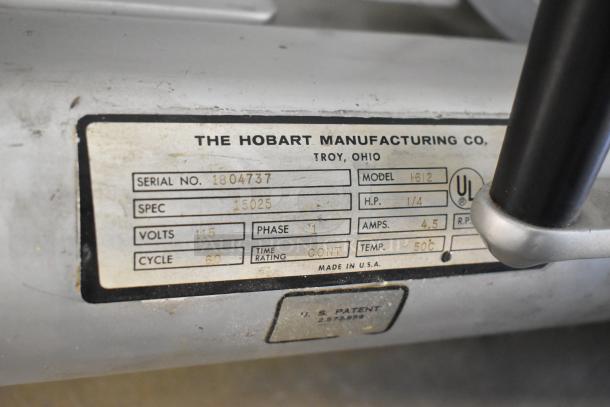 THE HOBART MANUFACTURING CO.
TROY, OHIO
SERIAL NO. 1804737 MODEL 1612
SPEC 15025 H.P. 1/4
UL
VOLTS 115 PHASE 1 AMPS. 4.5 R.P.
CYCLE 60 TIME RATING CONT TEMP. 50C
MADE IN U.S.A.
U. S. PATENT